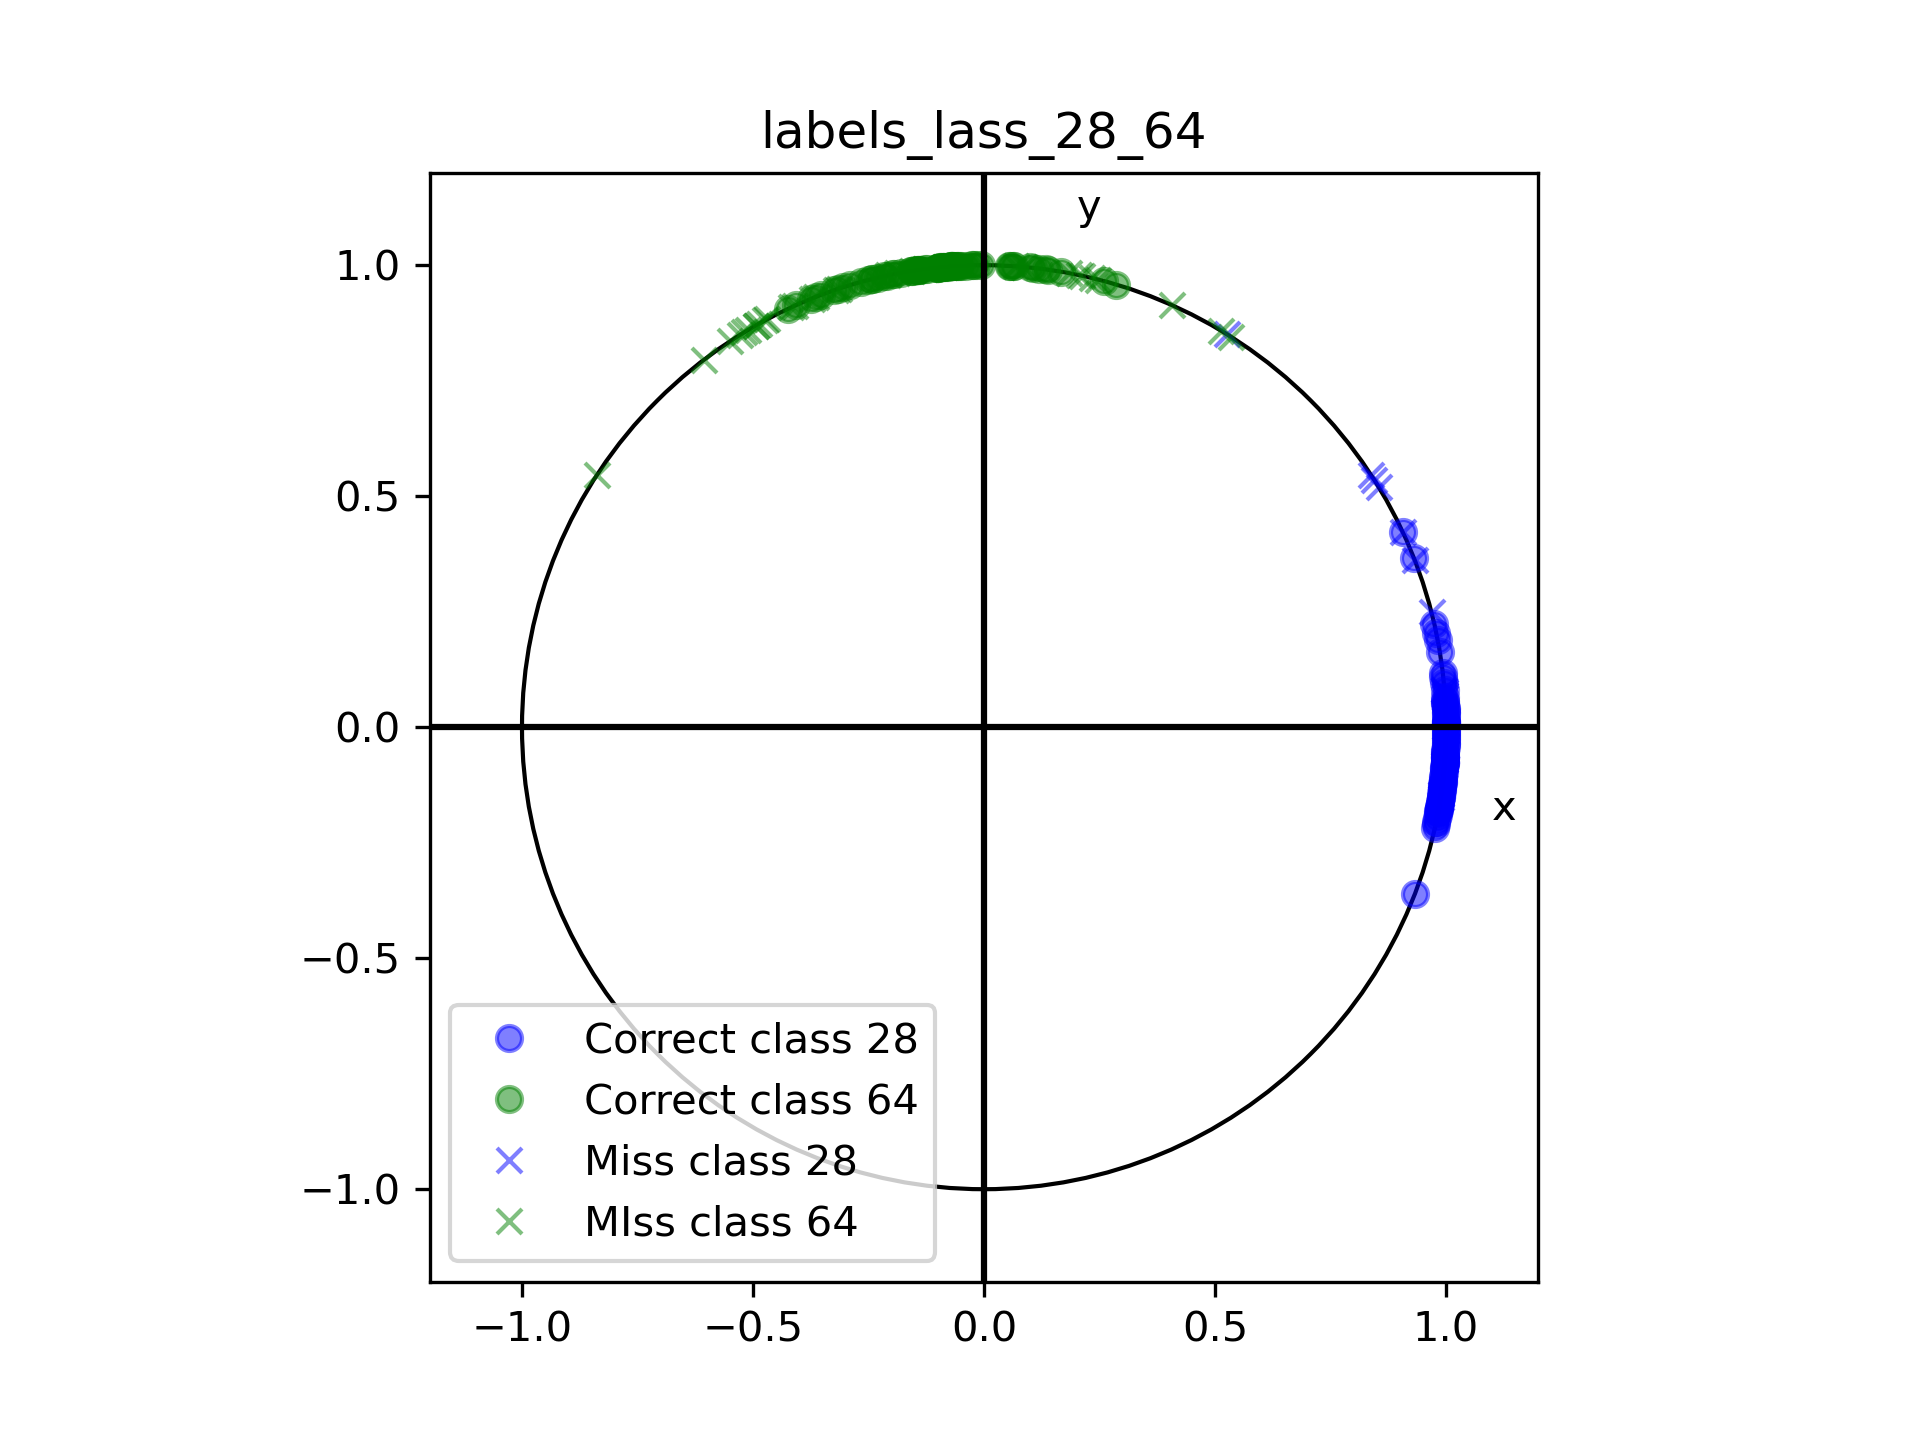 labels_lass_28_64
y
1.0
0.5
0.0
x
−0.5
−1.0
Correct class 28
Correct class 64
Miss class 28
MIss class 64
−1.0 −0.5 0.0 0.5 1.0